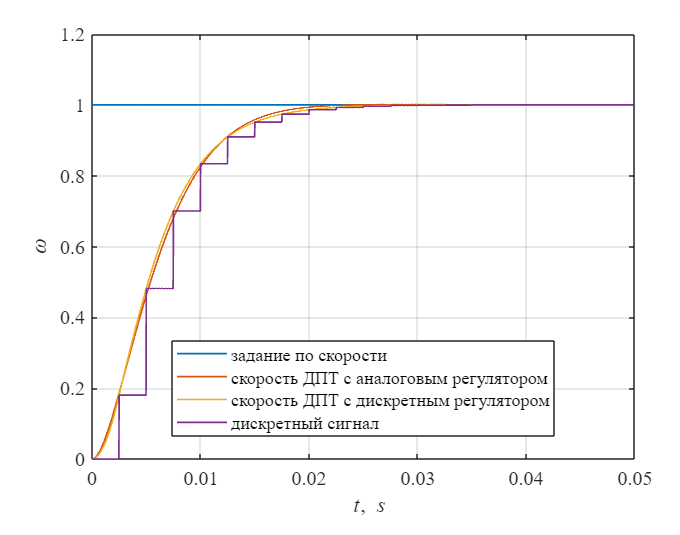 1.2
1
0.8
0.6
0.4
0.2
0
ω
задание по скорости
скорость ДПТ с аналоговым регулятором
скорость ДПТ с дискретным регулятором
дискретный сигнал
0 0.01 0.02 0.03 0.04 0.05
t, s